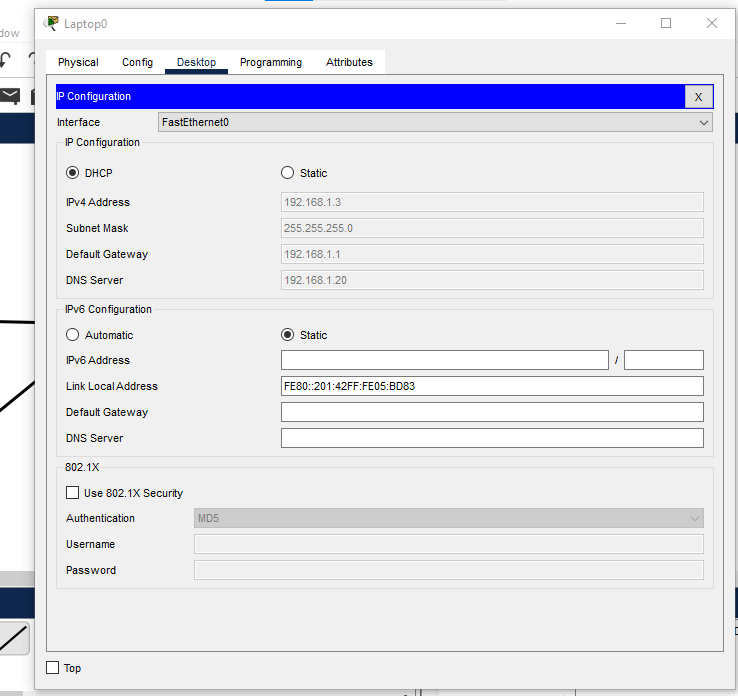 Laptop0
dow
Physical Config Desktop Programming Attributes
IP Configuration X
Interface FastEthernet0
IP Configuration
DHCP Static
IPv4 Address 192.168.1.3
Subnet Mask 255.255.255.0
Default Gateway 192.168.1.1
DNS Server 192.168.1.20
IPv6 Configuration
Automatic Static
IPv6 Address /
Link Local Address FE80::201:42FF:FE05:BD83
Default Gateway
DNS Server
802.1X
Use 802.1X Security
Authentication MD5
Username
Password
Top